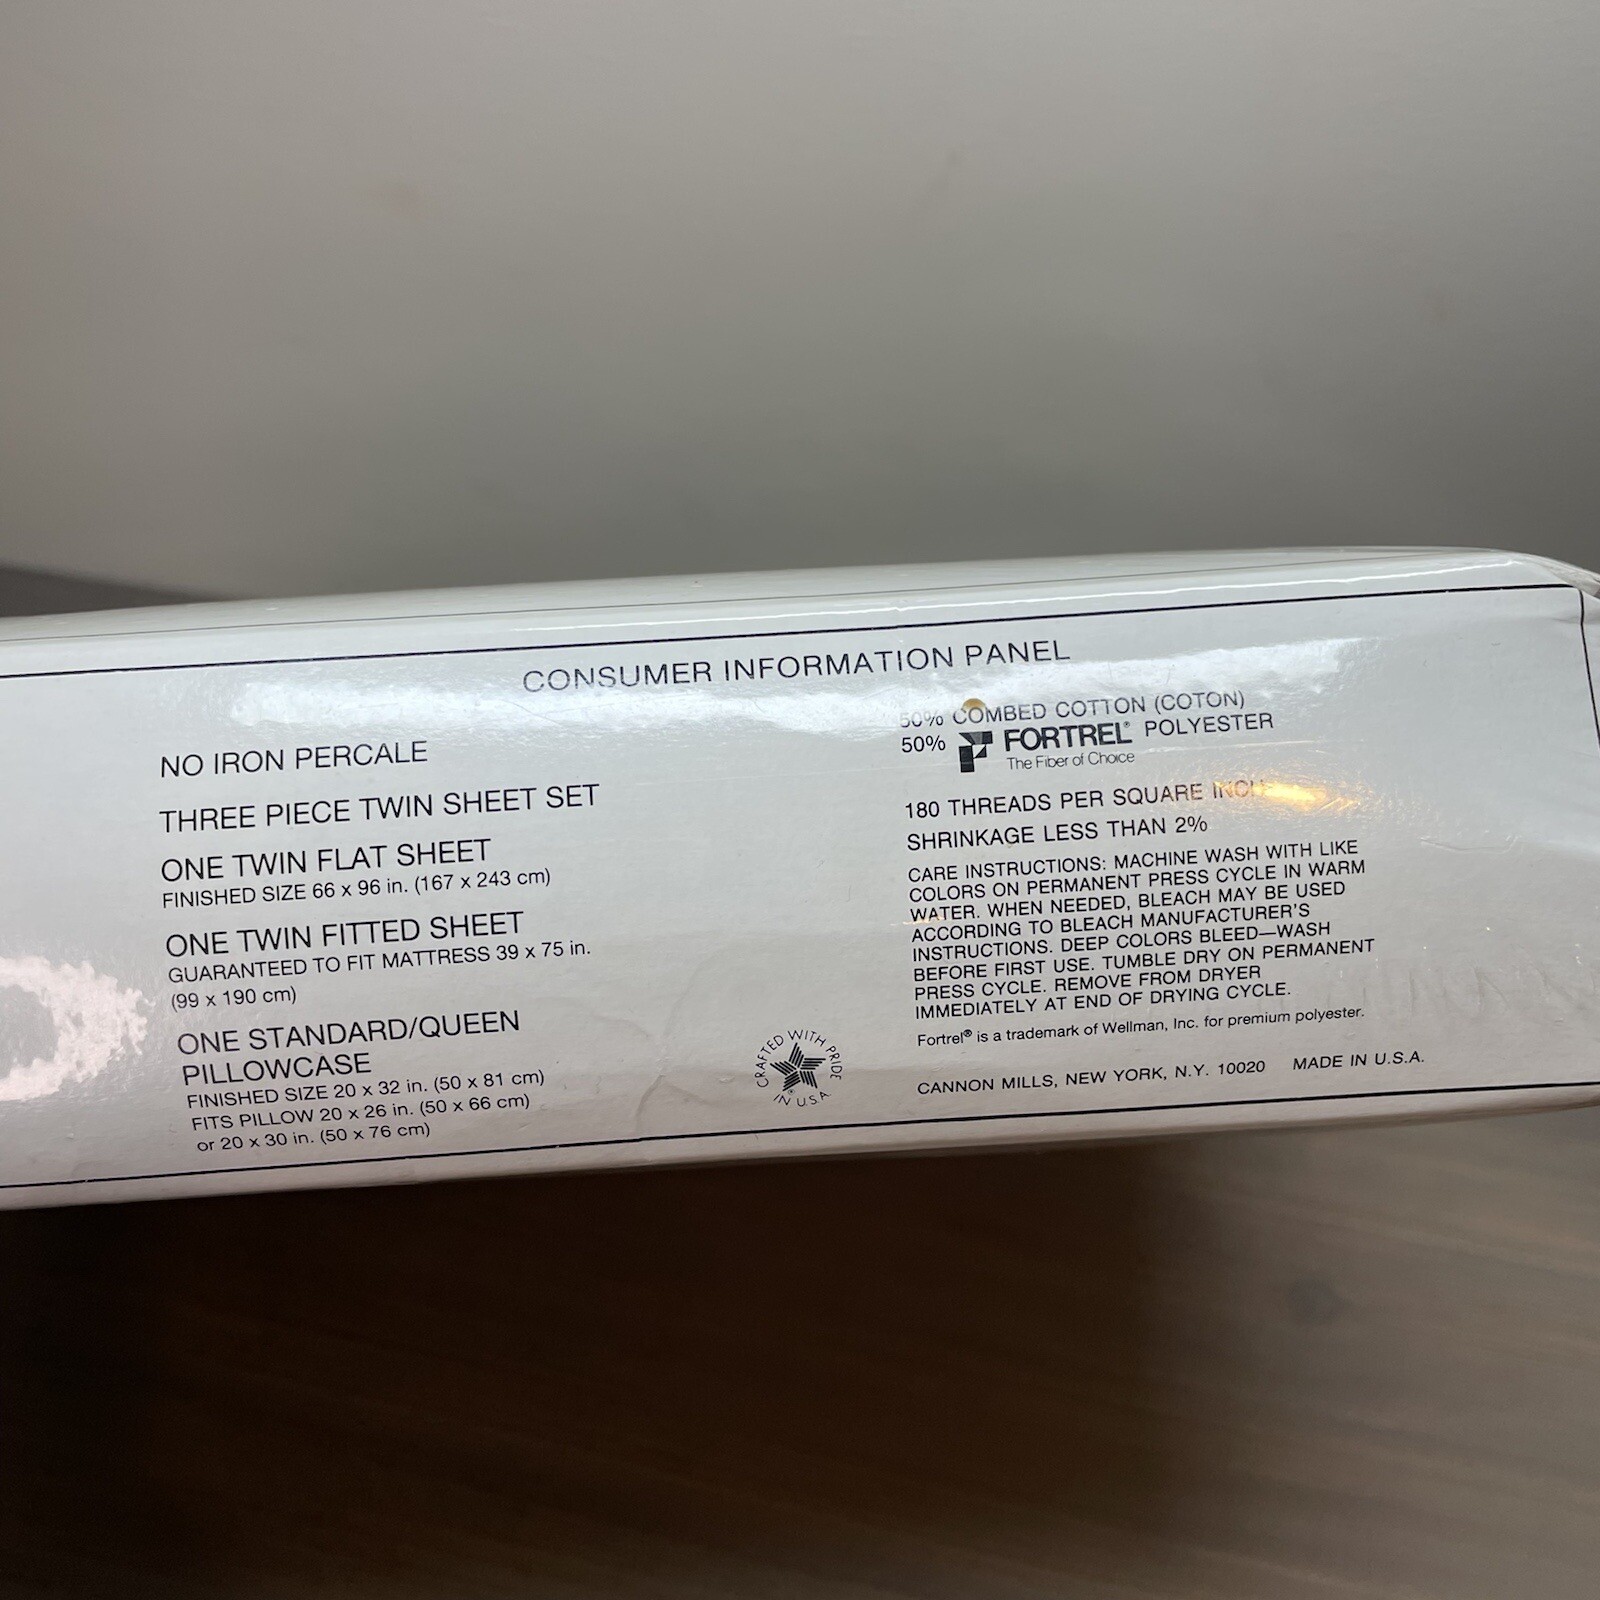 CONSUMER INFORMATION PANEL
NO IRON PERCALE
THREE PIECE TWIN SHEET SET
ONE TWIN FLAT SHEET
FINISHED SIZE 66 x 96 in. (167 x 243 cm)
ONE TWIN FITTED SHEET
GUARANTEED TO FIT MATTRESS 39 x 75 in.
(99 x 190 cm)
ONE STANDARD/QUEEN
PILLOWCASE
FINISHED SIZE 20 x 32 in. (50 x 81 cm)
FITS PILLOW 20 x 26 in. (50 x 66 cm)
or 20 x 30 in. (50 x 76 cm)
CRAFTED WITH PRIDE
IN U.S.A.
50% COMBED COTTON (COTON)
50% FORTREL® POLYESTER
The Fiber of Choice
180 THREADS PER SQUARE INCH
SHRINKAGE LESS THAN 2%
CARE INSTRUCTIONS: MACHINE WASH WITH LIKE
COLORS ON PERMANENT PRESS CYCLE IN WARM
WATER. WHEN NEEDED, BLEACH MAY BE USED
ACCORDING TO BLEACH MANUFACTURER'S
INSTRUCTIONS. DEEP COLORS BLEED—WASH
BEFORE FIRST USE. TUMBLE DRY ON PERMANENT
PRESS CYCLE. REMOVE FROM DRYER
IMMEDIATELY AT END OF DRYING CYCLE.
Fortrel® is a trademark of Wellman, Inc. for premium polyester.
CANNON MILLS, NEW YORK, N.Y. 10020 MADE IN U.S.A.